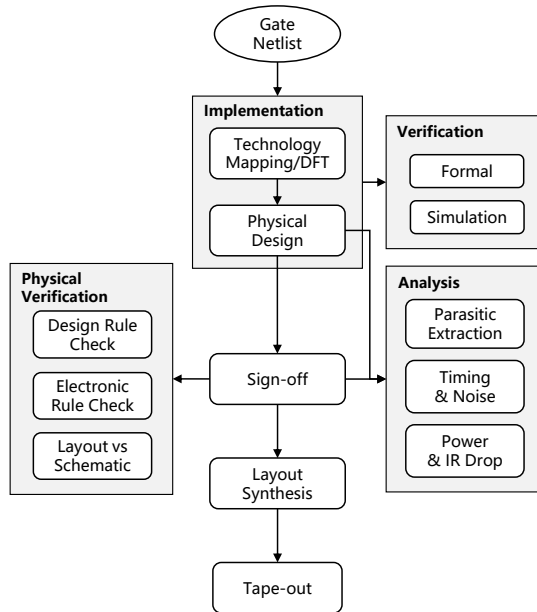 Gate
Netlist
Implementation
Technology
Mapping/DFT
Physical
Design
Verification
Formal
Simulation
Physical
Verification
Design Rule
Check
Electronic
Rule Check
Layout vs
Schematic
Sign-off
Analysis
Parasitic
Extraction
Timing
& Noise
Power
& IR Drop
Layout
Synthesis
Tape-out